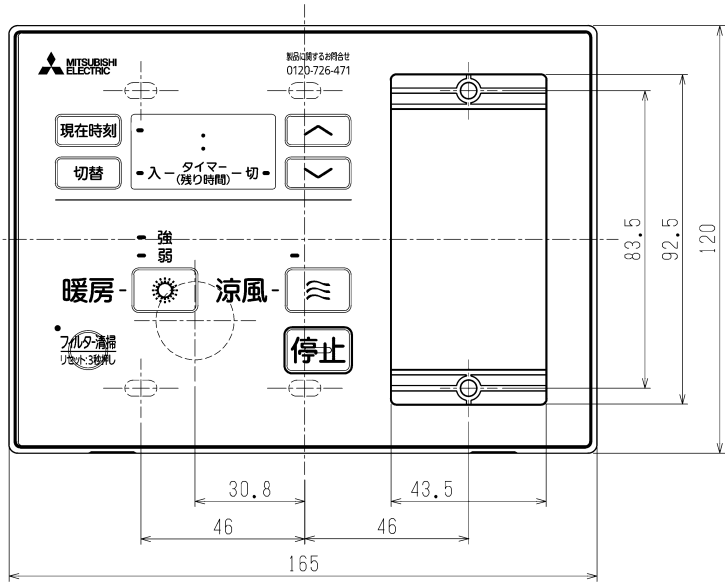 MITSUBISHI
ELECTRIC
製品に関するお問合せ
0120-726-471
現在時刻
切替
入
タイマー
(残り時間)
切
強
弱
暖房
涼風
フィルター清掃
リセット:3秒押し
停止
83.5
92.5
120
30.8
43.5
46
46
165